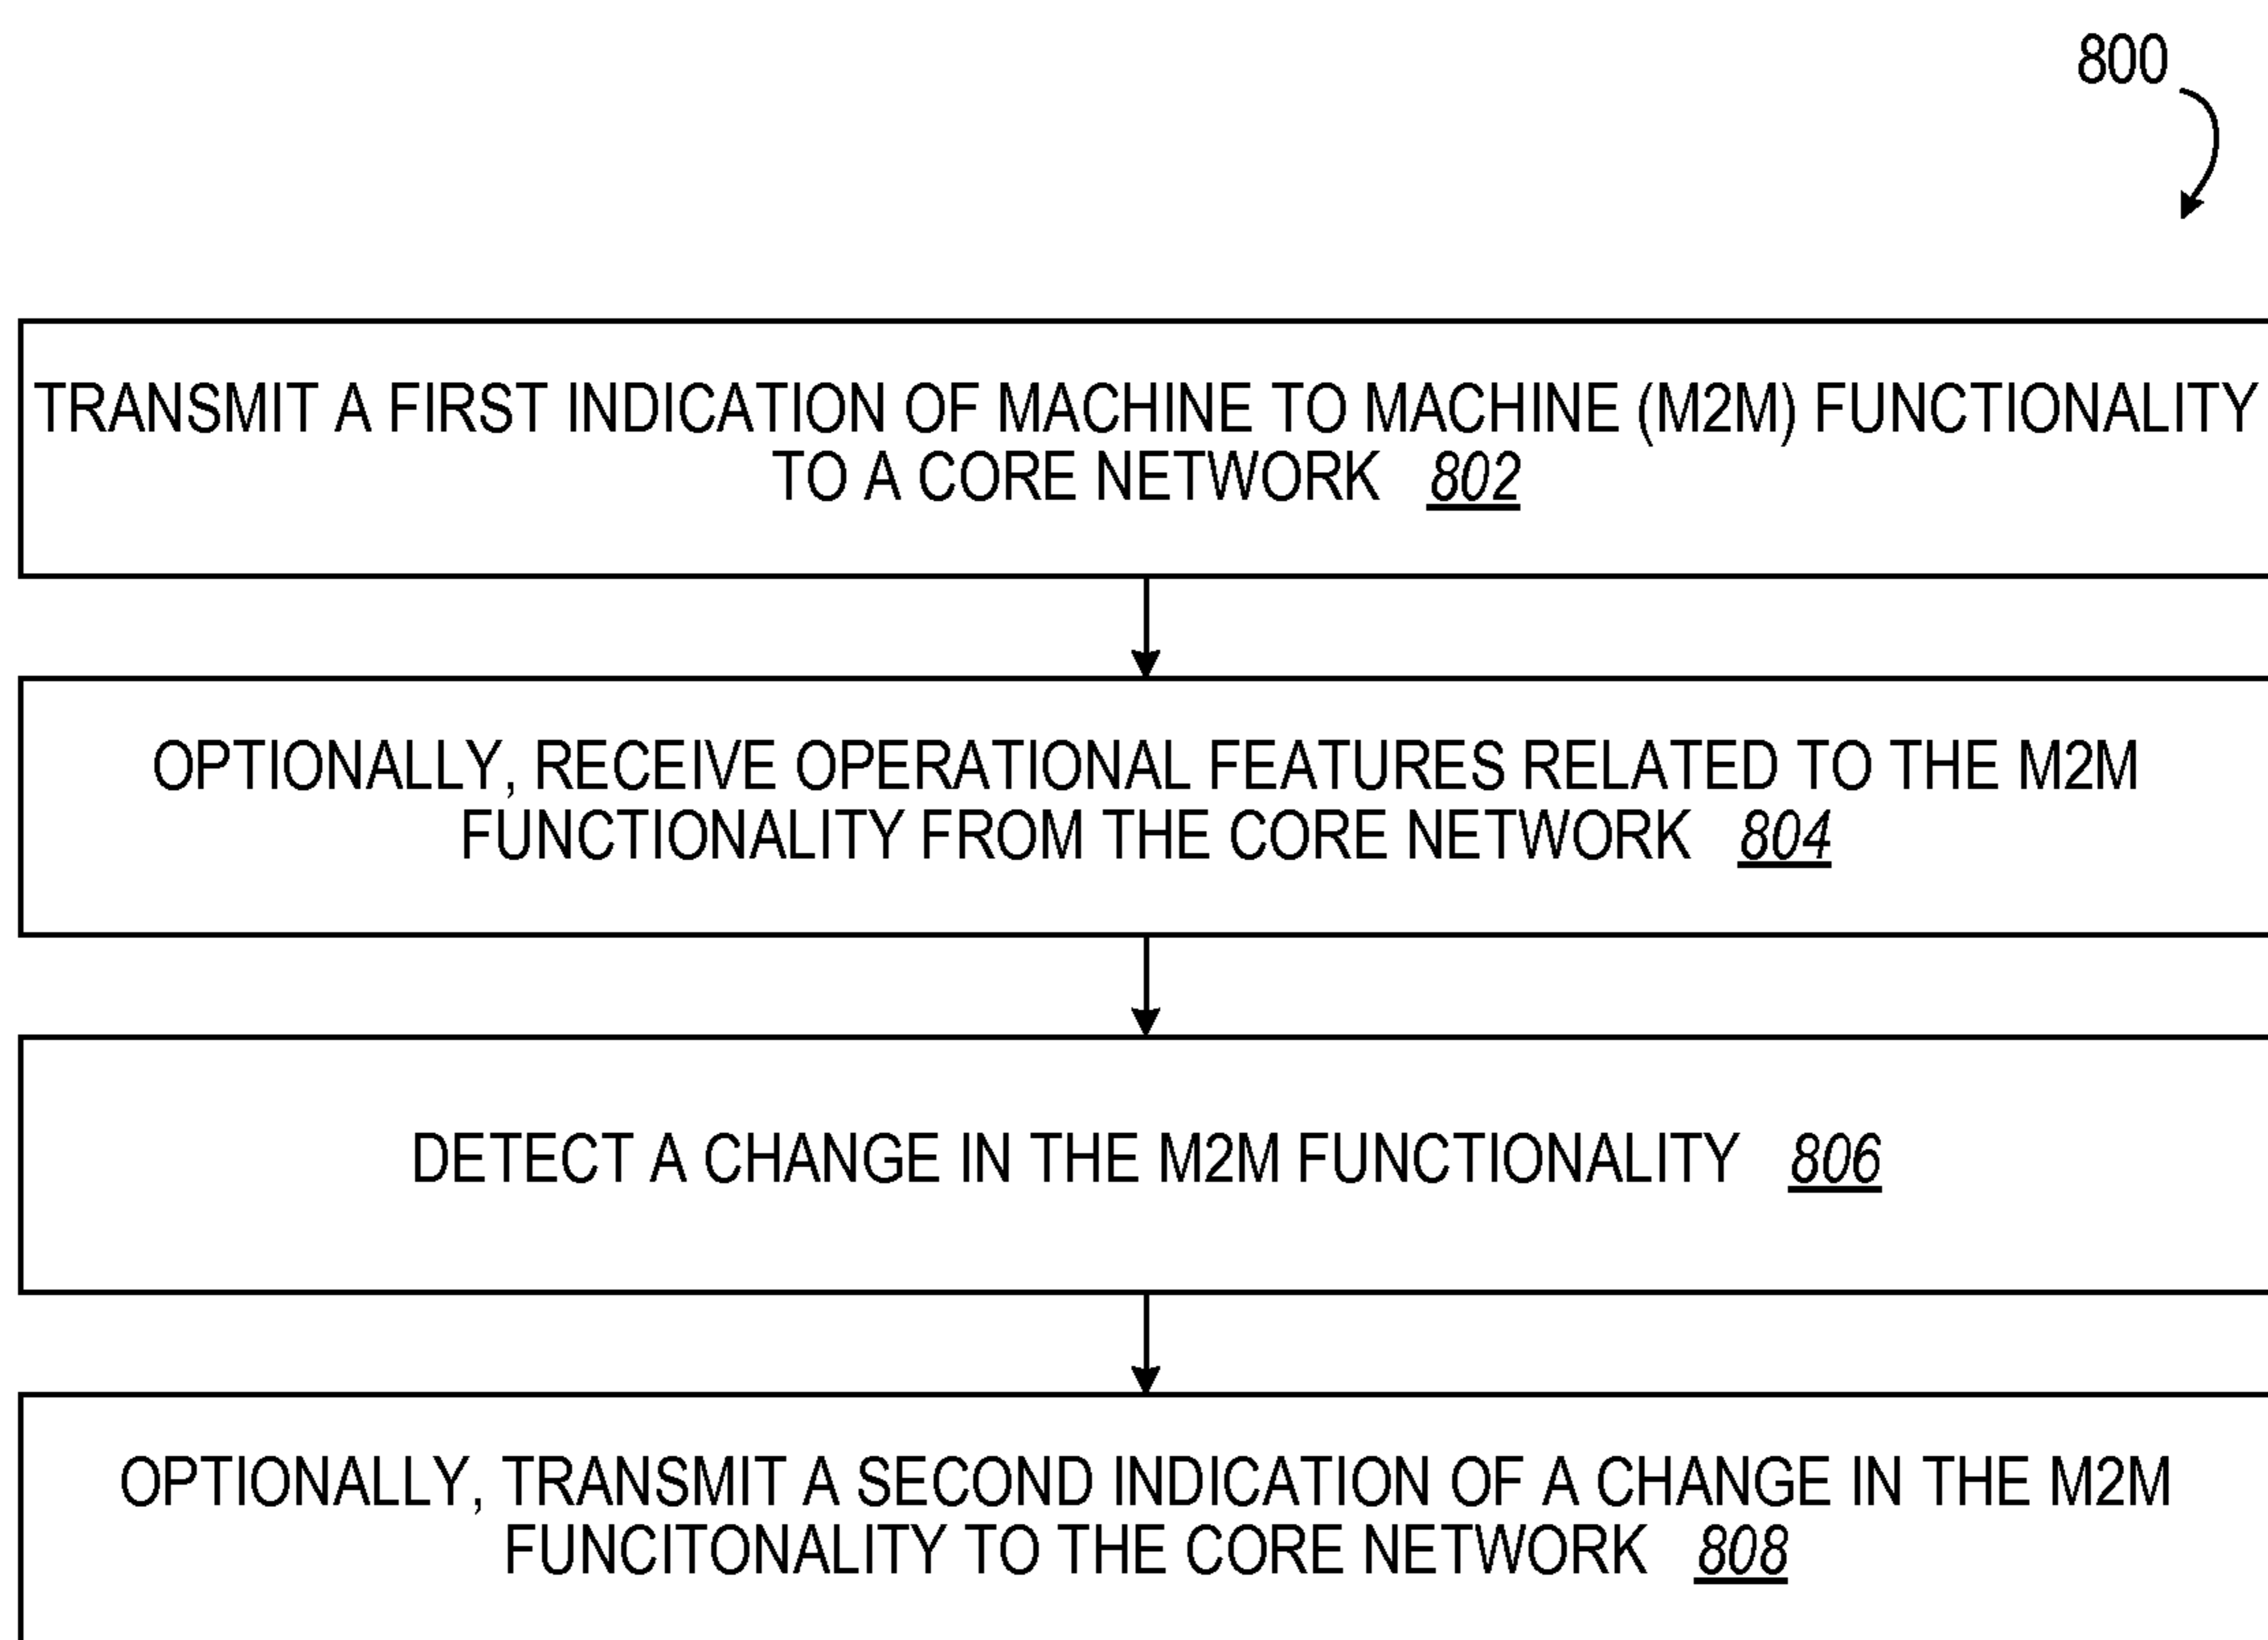 800
TRANSMIT A FIRST INDICATION OF MACHINE TO MACHINE (M2M) FUNCTIONALITY
TO A CORE NETWORK 802
OPTIONALLY, RECEIVE OPERATIONAL FEATURES RELATED TO THE M2M
FUNCTIONALITY FROM THE CORE NETWORK 804
DETECT A CHANGE IN THE M2M FUNCTIONALITY 806
OPTIONALLY, TRANSMIT A SECOND INDICATION OF A CHANGE IN THE M2M
FUNCITONALITY TO THE CORE NETWORK 808